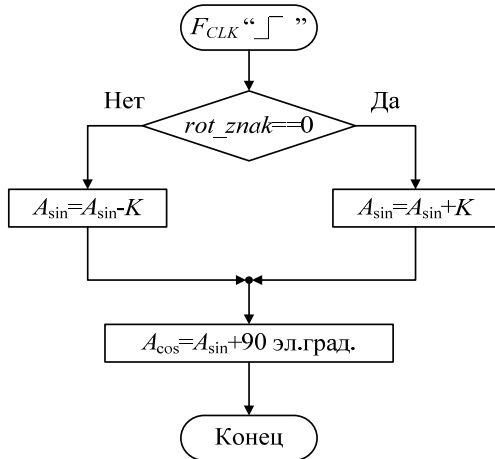 F_CLK “ ”
Нет
Да
rot_znak==0
A_sin=A_sin-K
A_sin=A_sin+K
A_cos=A_sin+90 эл.град.
Конец